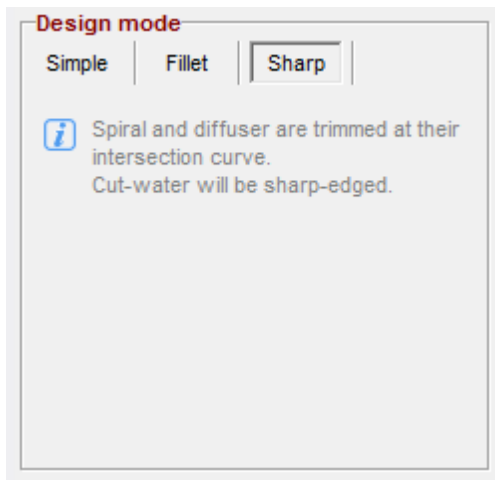 Design mode
Simple Fillet Sharp
Spiral and diffuser are trimmed at their
intersection curve.
Cut-water will be sharp-edged.